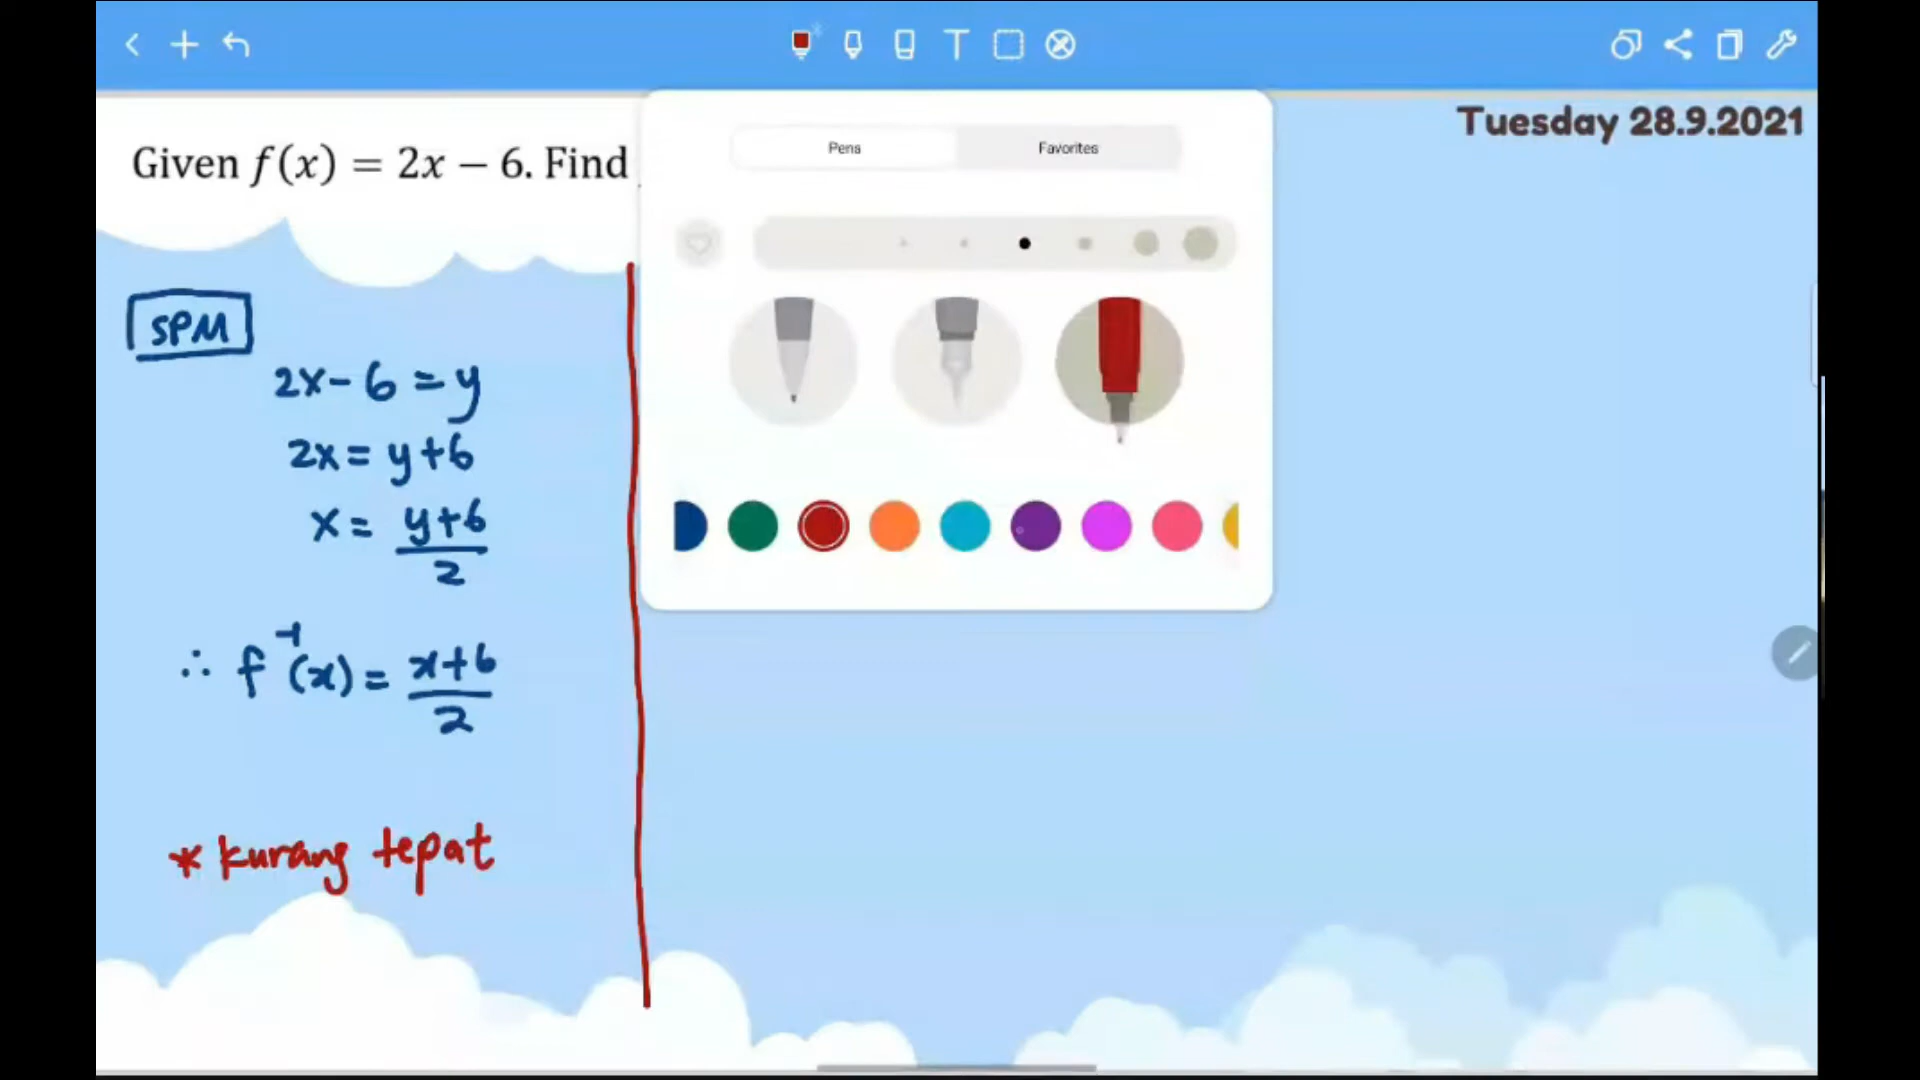 Tuesday 28.9.2021
Pens
Favorites
Given f(x) = 2x − 6. Find
SPM
2x - 6 = y
2x = y+6
x = y+6/2
∴ f⁻¹(x) = x+6/2
* kurang tepat